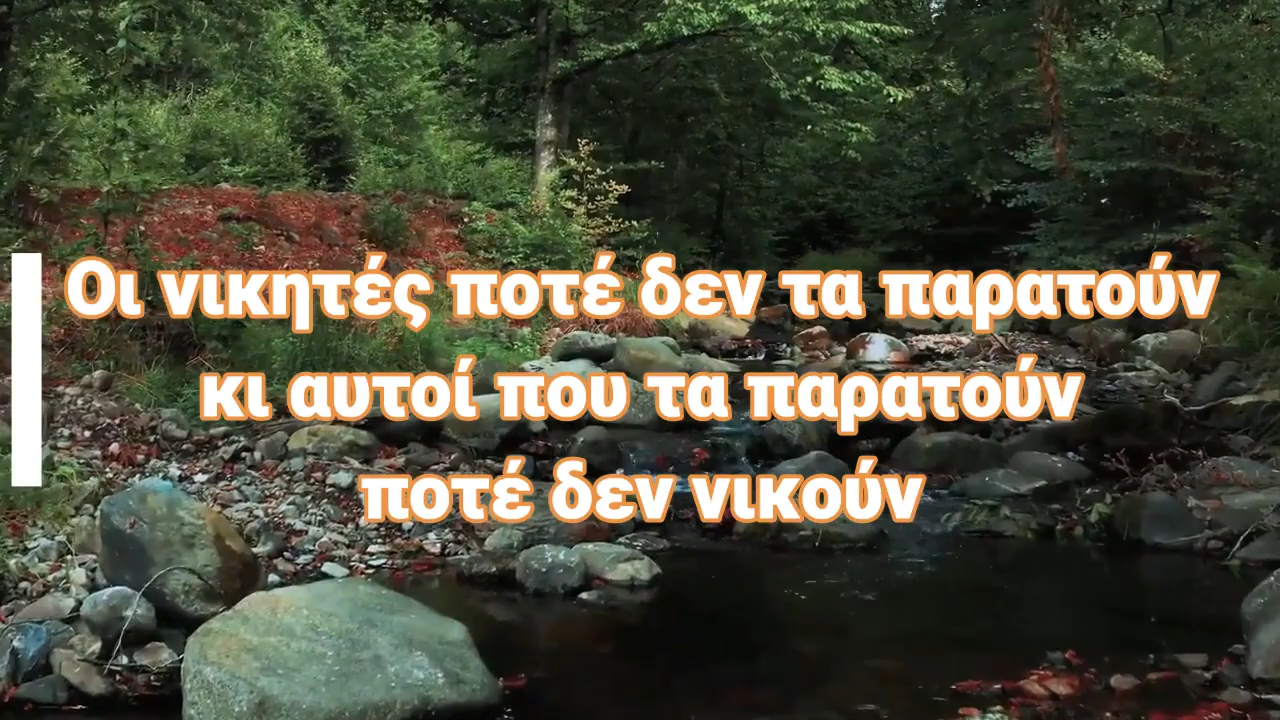 Οι νικητές ποτέ δεν τα παρατούν
κι αυτοί που τα παρατούν
ποτέ δεν νικούν